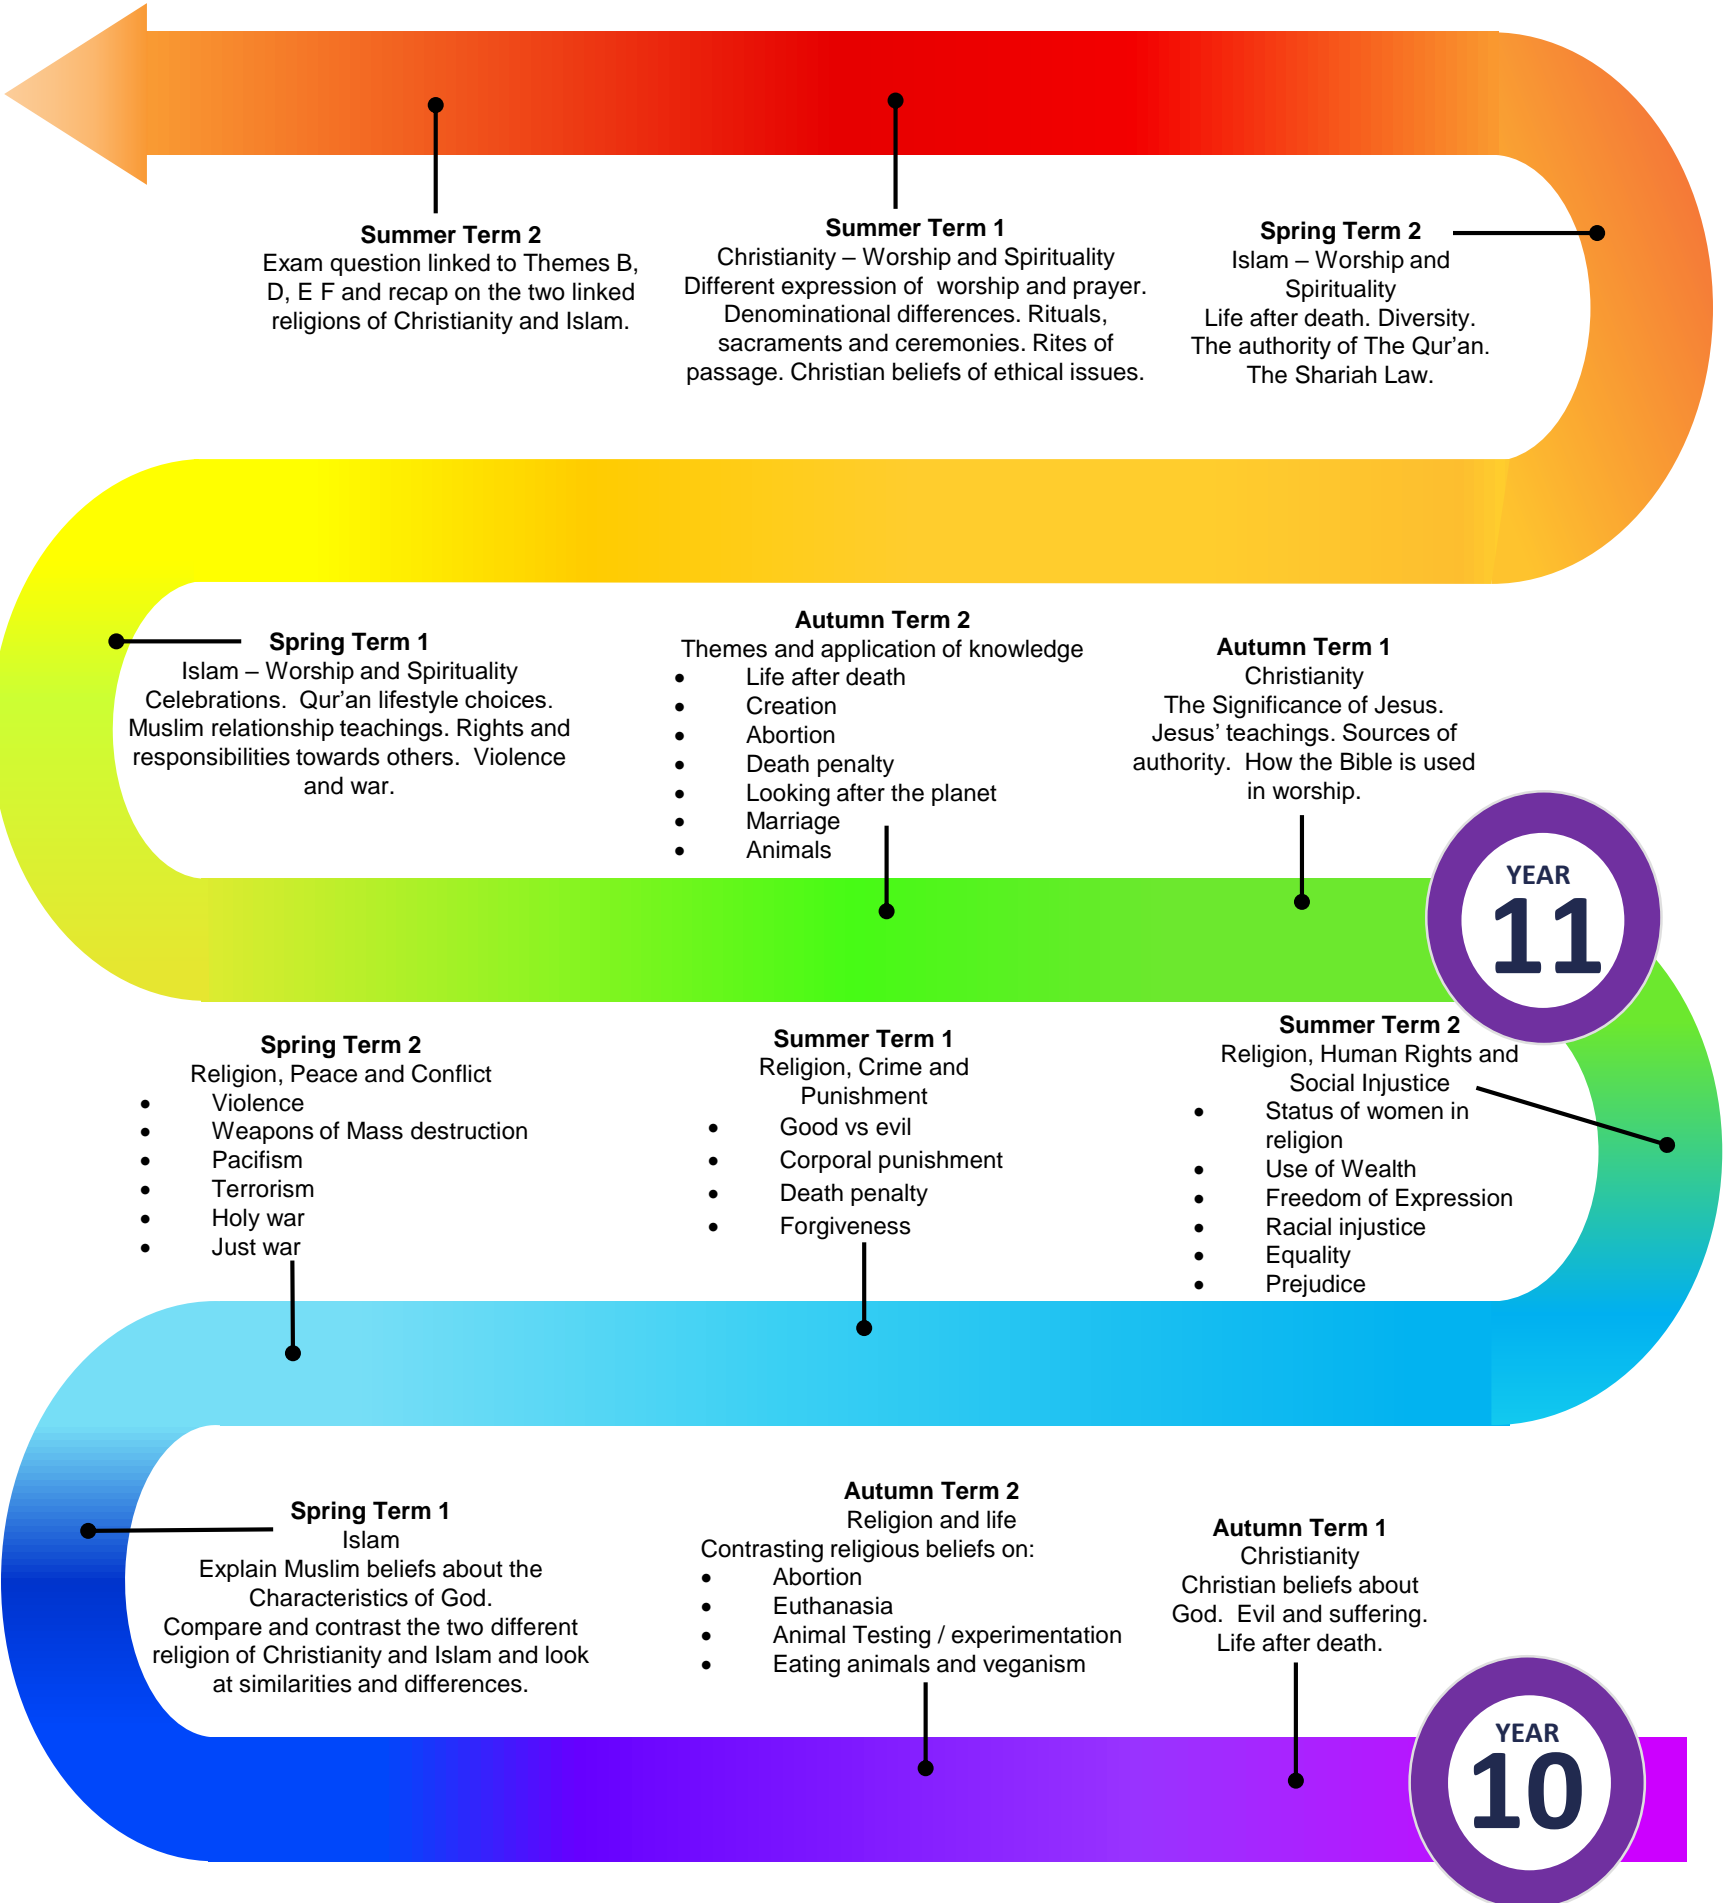 Summer Term 2
Exam question linked to Themes B,
D, E F and recap on the two linked
religions of Christianity and Islam.
Summer Term 1
Christianity – Worship and Spirituality
Different expression of  worship and prayer.
Denominational differences. Rituals,
sacraments and ceremonies. Rites of
passage. Christian beliefs of ethical issues.
Spring Term 2
Islam – Worship and
Spirituality
Life after death. Diversity.
The authority of The Qur’an.
The Shariah Law.
Spring Term 1
Islam – Worship and Spirituality
Celebrations.  Qur’an lifestyle choices.
Muslim relationship teachings. Rights and
responsibilities towards others.  Violence
and war.
Autumn Term 2
Themes and application of knowledge
• Life after death
• Creation
• Abortion
• Death penalty
• Looking after the planet
• Marriage
• Animals
Autumn Term 1
Christianity
The Significance of Jesus.
Jesus’ teachings. Sources of
authority.  How the Bible is used
in worship.
YEAR
11
Spring Term 2
Religion, Peace and Conflict
• Violence
• Weapons of Mass destruction
• Pacifism
• Terrorism
• Holy war
• Just war
Summer Term 1
Religion, Crime and
Punishment
• Good vs evil
• Corporal punishment
• Death penalty
• Forgiveness
Summer Term 2
Religion, Human Rights and
Social Injustice
• Status of women in
religion
• Use of Wealth
• Freedom of Expression
• Racial injustice
• Equality
• Prejudice
Spring Term 1
Islam
Explain Muslim beliefs about the
Characteristics of God.
Compare and contrast the two different
religion of Christianity and Islam and look
at similarities and differences.
Autumn Term 2
Religion and life
Contrasting religious beliefs on:
• Abortion
• Euthanasia
• Animal Testing / experimentation
• Eating animals and veganism
Autumn Term 1
Christianity
Christian beliefs about
God.  Evil and suffering.
Life after death.
YEAR
10